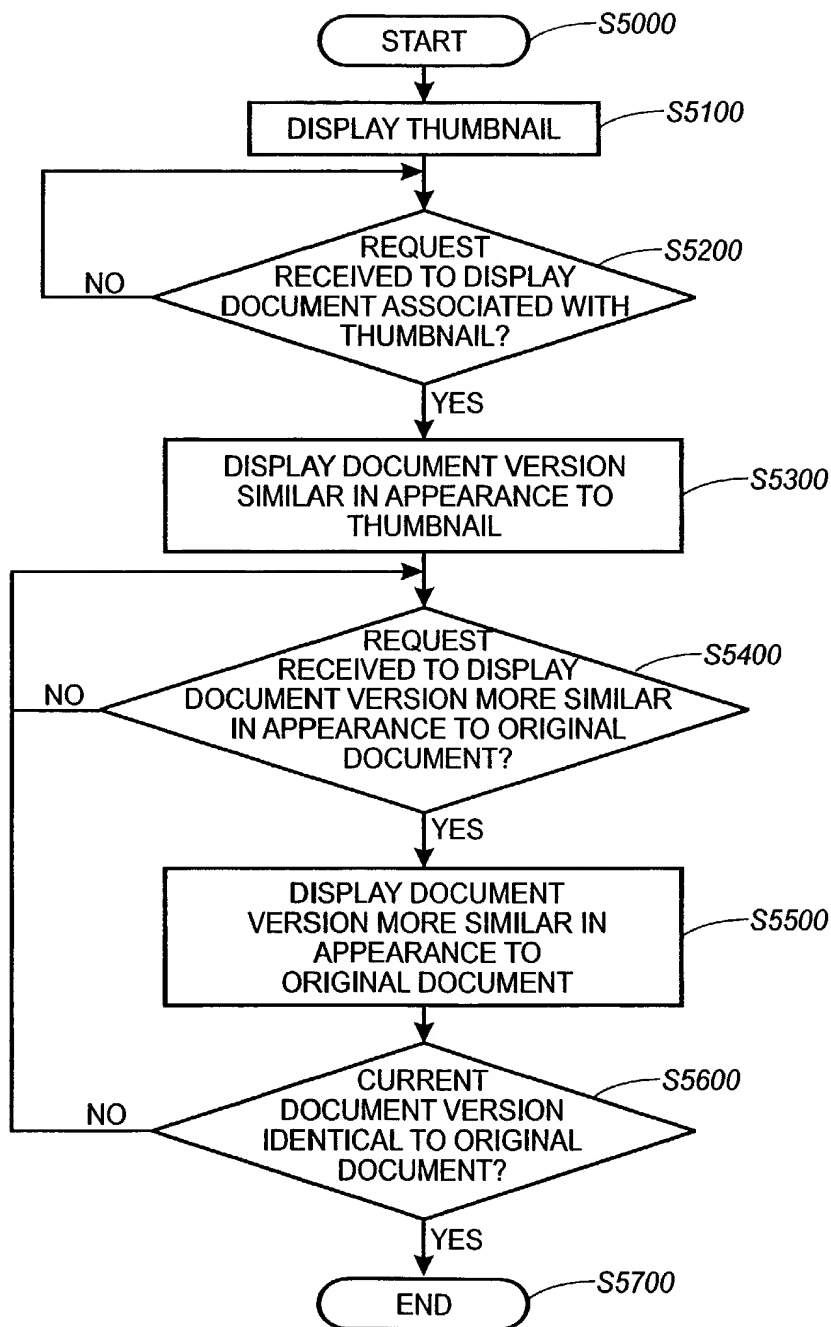 START
S5000
DISPLAY THUMBNAIL
S5100
REQUEST
RECEIVED TO DISPLAY
DOCUMENT ASSOCIATED WITH
THUMBNAIL?
S5200
NO
YES
DISPLAY DOCUMENT VERSION
SIMILAR IN APPEARANCE TO
THUMBNAIL
S5300
REQUEST
RECEIVED TO DISPLAY
DOCUMENT VERSION MORE SIMILAR
IN APPEARANCE TO ORIGINAL
DOCUMENT?
S5400
NO
YES
DISPLAY DOCUMENT
VERSION MORE SIMILAR IN
APPEARANCE TO
ORIGINAL DOCUMENT
S5500
CURRENT
DOCUMENT VERSION
IDENTICAL TO ORIGINAL
DOCUMENT?
S5600
NO
YES
END
S5700